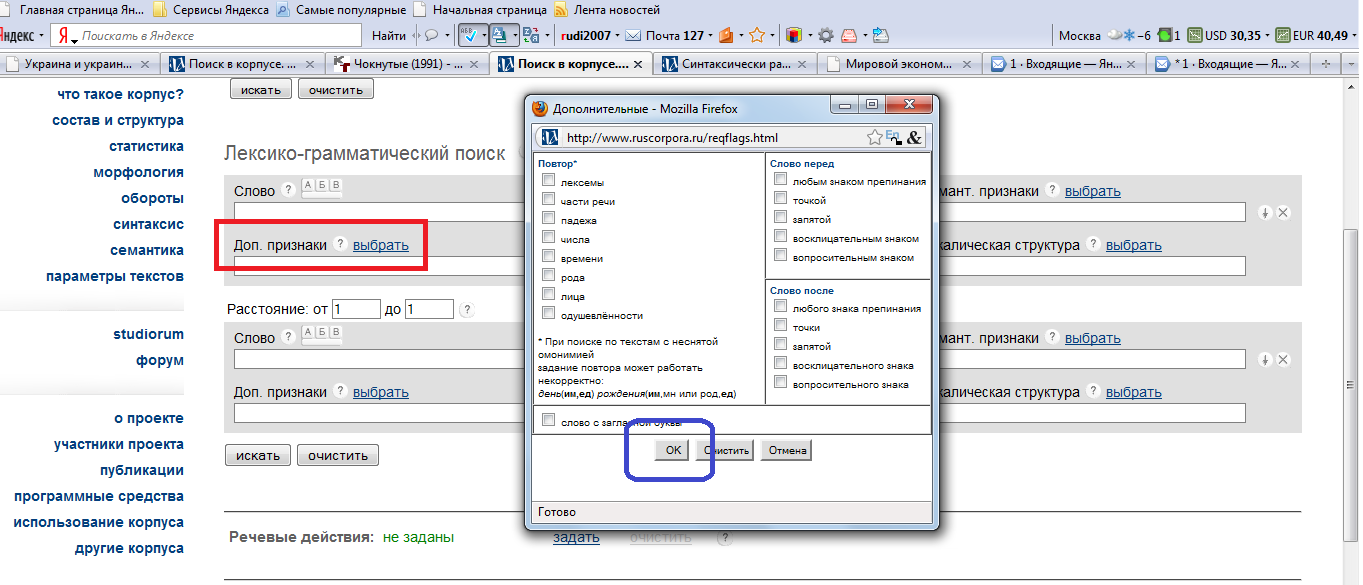 Главная страница Ян... Сервисы Яндекса Самые популярные Начальная страница Лента новостей
Яндекс Я Поискать в Яндексе Найти rudi2007 Почта 127 Москва −6 1 USD 30,35 EUR 40,49
Украина и украин... Поиск в корпусе. ... Чокнутые (1991) - ... Поиск в корпусе.... Синтаксически ра... Мировой эконом... 1 · Входящие — Ян... * 1 · Входящие — Я...
что такое корпус?
состав и структура
статистика
морфология
обороты
синтаксис
семантика
параметры текстов
studiorum
форум
о проекте
участники проекта
публикации
программные средства
использование корпуса
другие корпуса
искать очистить
Лексико-грамматический поиск
Слово ? А Б В
мант. признаки ? выбрать
Доп. признаки ? выбрать
калическая структура ? выбрать
Расстояние: от 1 до 1 ?
Слово ? А Б В
мант. признаки ? выбрать
Доп. признаки ? выбрать
калическая структура ? выбрать
искать очистить
Речевые действия: не заданы задать очистить ?
Дополнительные - Mozilla Firefox
http://www.ruscorpora.ru/reqflags.html
Повтор*
лексемы
части речи
падежа
числа
времени
рода
лица
одушевлённости
* При поиске по текстам с неснятой
омонимией
задание повтора может работать
некорректно:
день(им,ед) рождения(им,мн или род,ед)
Слово перед
любым знаком препинания
точкой
запятой
восклицательным знаком
вопросительным знаком
Слово после
любого знака препинания
точки
запятой
восклицательного знака
вопросительного знака
слово с заглавной буквы
OK Очистить Отмена
Готово